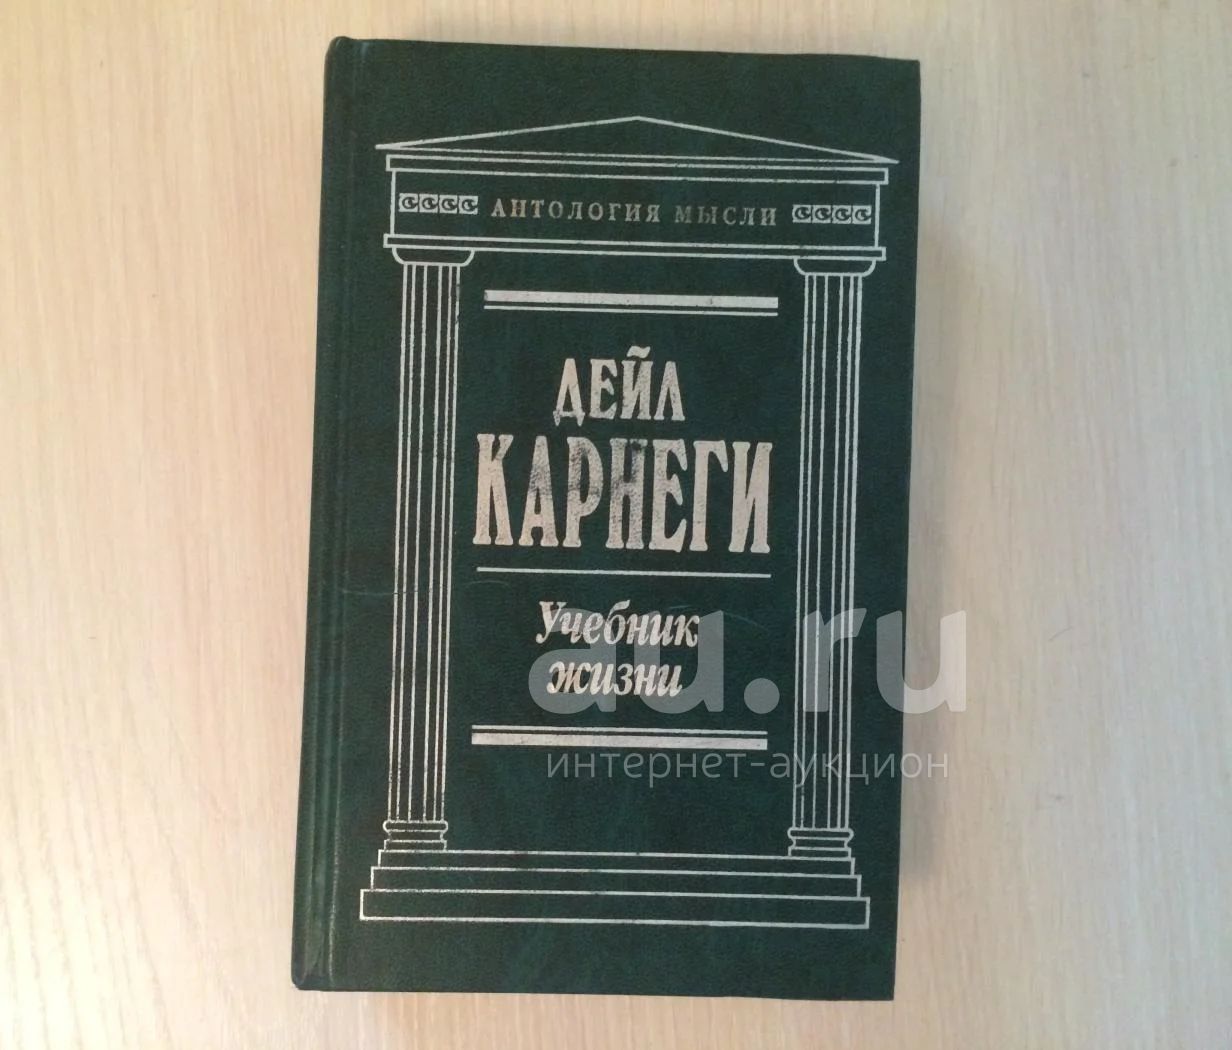 АНТОЛОГИЯ МЫСЛИ
ДЕЙЛ
КАРНЕГИ
Учебник
жизни
au.ru
интернет-аукцион